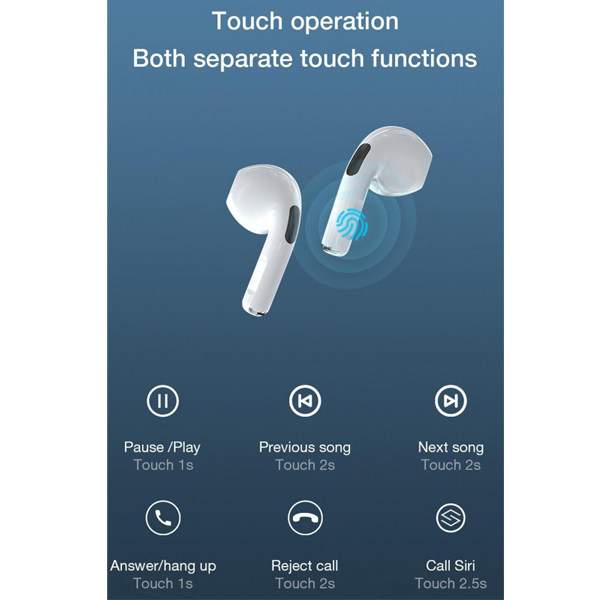 Touch operation
Both separate touch functions
Pause /Play
Touch 1s
Previous song
Touch 2s
Next song
Touch 2s
Answer/hang up
Touch 1s
Reject call
Touch 2s
Call Siri
Touch 2.5s